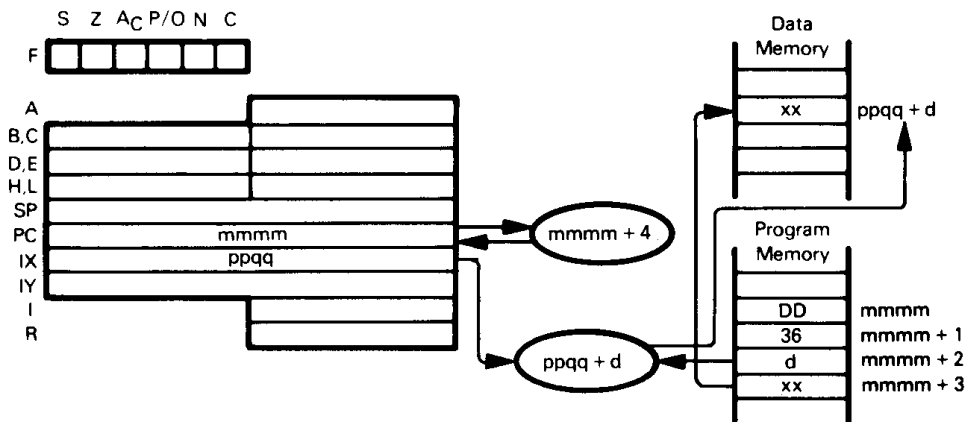 S Z AC P/O N C
F
A
B,C
D,E
H,L
SP
PC mmmm
IX ppqq
IY
I
R
mmmm + 4
ppqq + d
Data
Memory
xx ppqq + d
Program
Memory
DD mmmm
36 mmmm + 1
d mmmm + 2
xx mmmm + 3